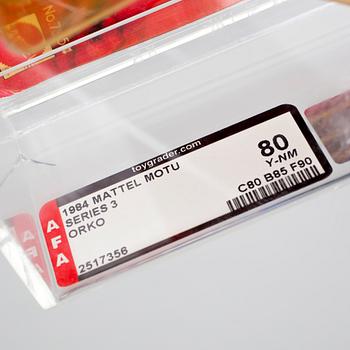 toygrader.com
AFA
1984 MATTEL MOTU
SERIES 3
ORKO
2517356
80
Y-NM
C80 B85 F90